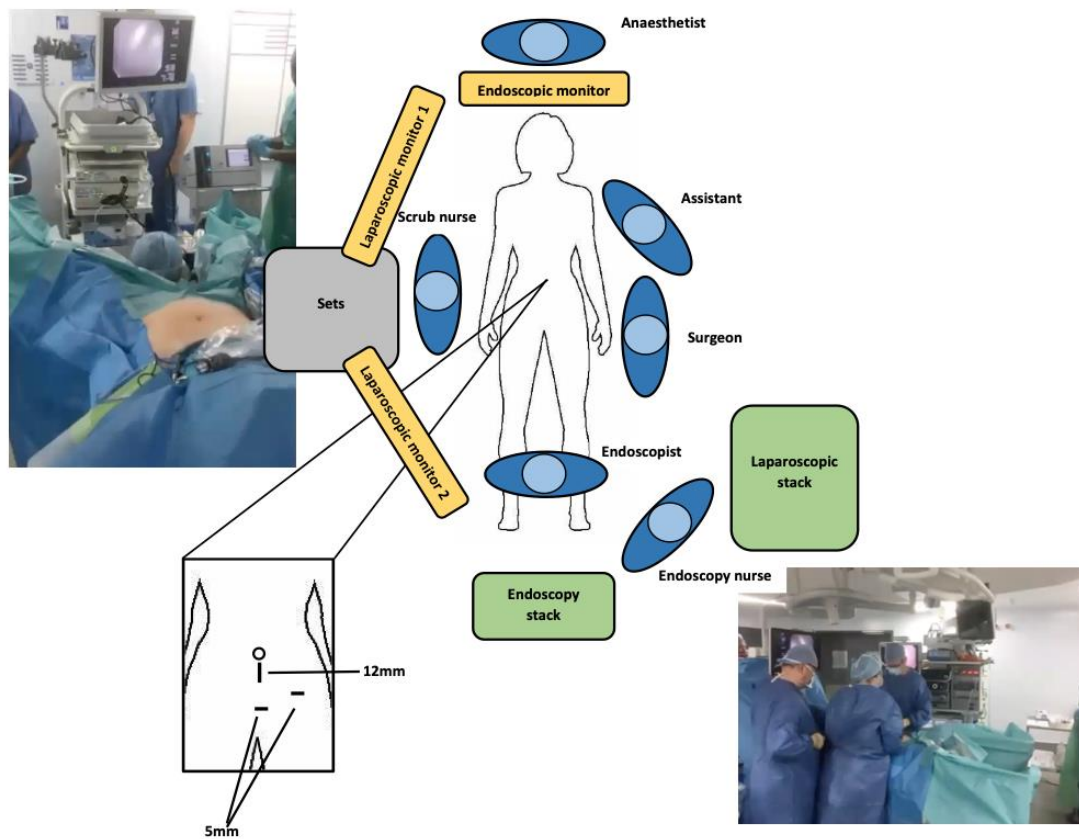 Anaesthetist
Endoscopic monitor
Laparoscopic monitor 1
Scrub nurse
Assistant
Sets
Surgeon
Laparoscopic monitor 2
Endoscopist
Laparoscopic
stack
Endoscopy nurse
Endoscopy
stack
12mm
5mm